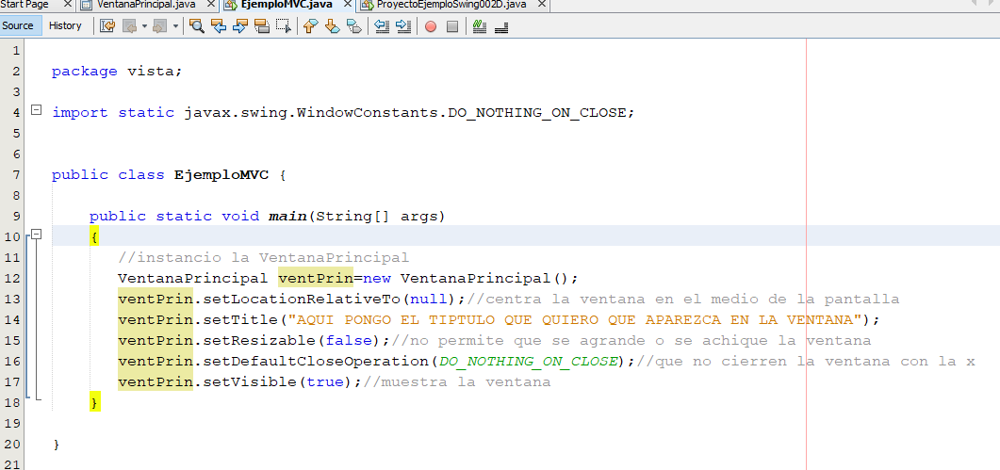 Start Page VentanaPrincipal.java EjemploMVC.java ProyectoEjemploSwing002D.java
Source History
1
2 package vista;
3
4 import static javax.swing.WindowConstants.DO_NOTHING_ON_CLOSE;
5
6
7 public class EjemploMVC {
8
9 public static void main(String[] args)
10 {
11 //instancio la VentanaPrincipal
12 VentanaPrincipal ventPrin=new VentanaPrincipal();
13 ventPrin.setLocationRelativeTo(null);//centra la ventana en el medio de la pantalla
14 ventPrin.setTitle("AQUI PONGO EL TIPTULO QUE QUIERO QUE APAREZCA EN LA VENTANA");
15 ventPrin.setResizable(false);//no permite que se agrande o se achique la ventana
16 ventPrin.setDefaultCloseOperation(DO_NOTHING_ON_CLOSE);//que no cierren la ventana con la x
17 ventPrin.setVisible(true);//muestra la ventana
18 }
19
20 }
21